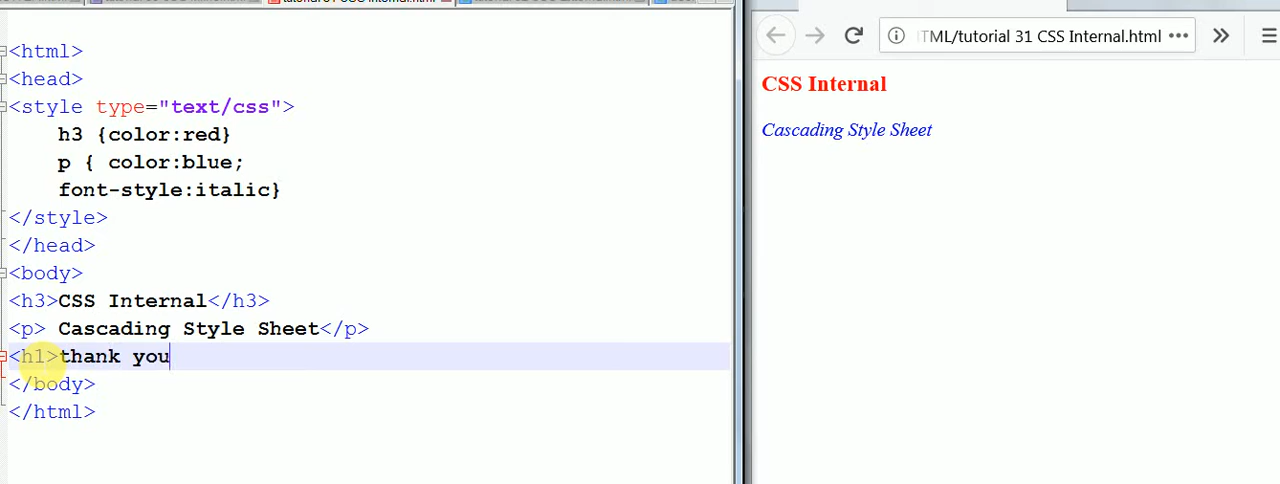 <html>
<head>
<style type="text/css">
h3 {color:red}
p { color:blue;
font-style:italic}
</style>
</head>
<body>
<h3>CSS Internal</h3>
<p> Cascading Style Sheet</p>
<h1>thank you
</body>
</html>
TML/tutorial 31 CSS Internal.html
CSS Internal
Cascading Style Sheet